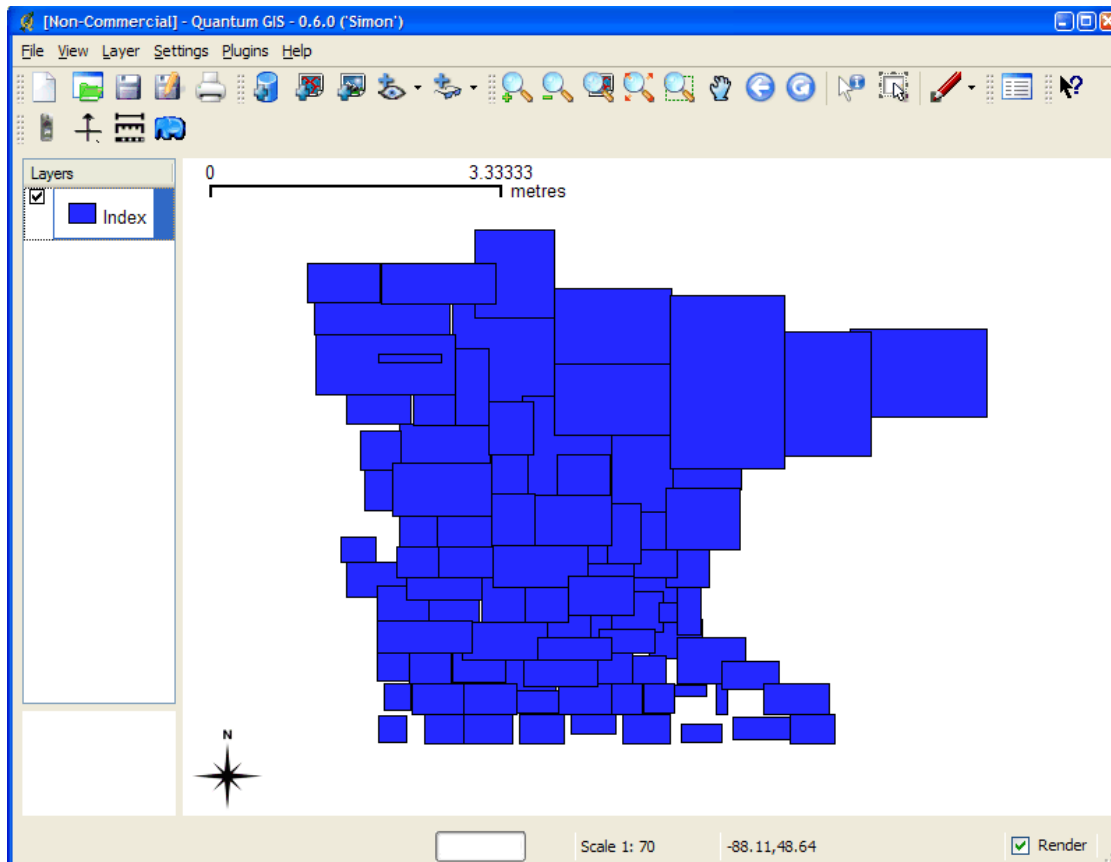 [Non-Commercial] - Quantum GIS - 0.6.0 ('Simon')
File View Layer Settings Plugins Help
Layers
Index
0 3.33333
metres
N
Scale 1: 70 -88.11,48.64 Render